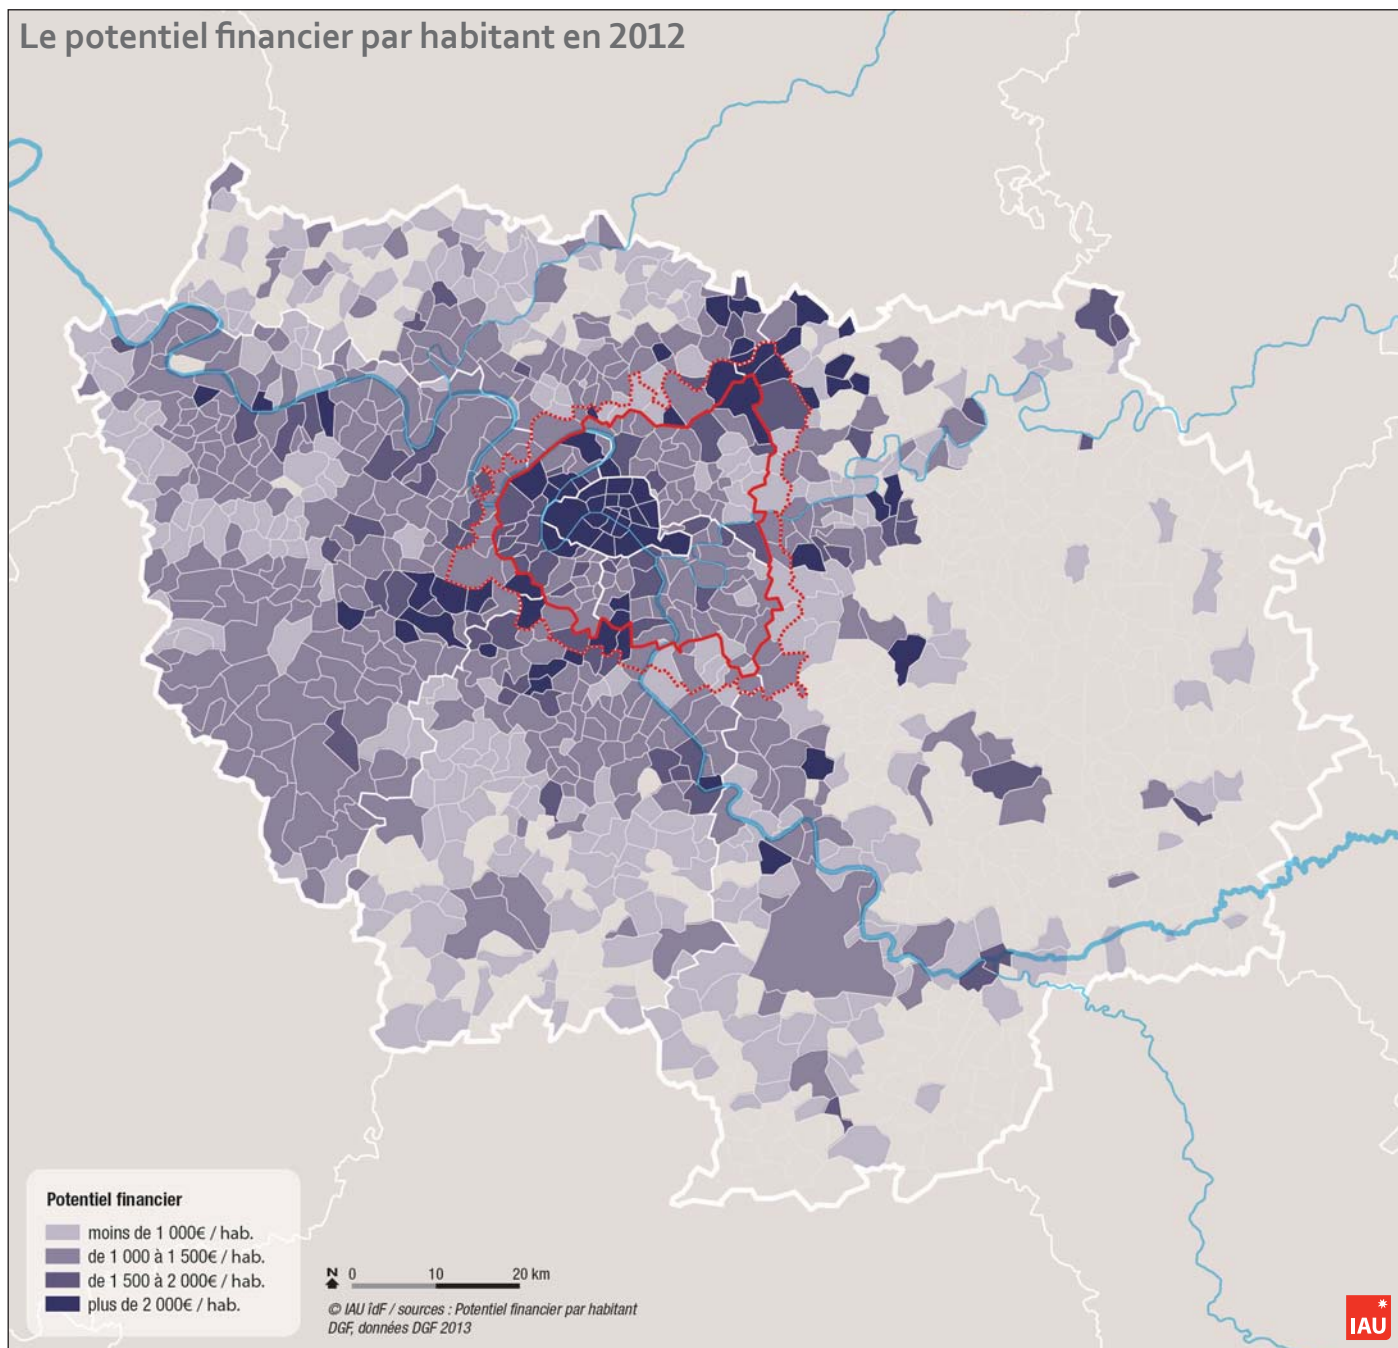 Le potentiel financier par habitant en 2012
Potentiel financier
moins de 1 000€ / hab.
de 1 000 à 1 500€ / hab.
de 1 500 à 2 000€ / hab.
plus de 2 000€ / hab.
N 0 10 20 km
© IAU îdF / sources : Potentiel financier par habitant
DGF, données DGF 2013
IAU